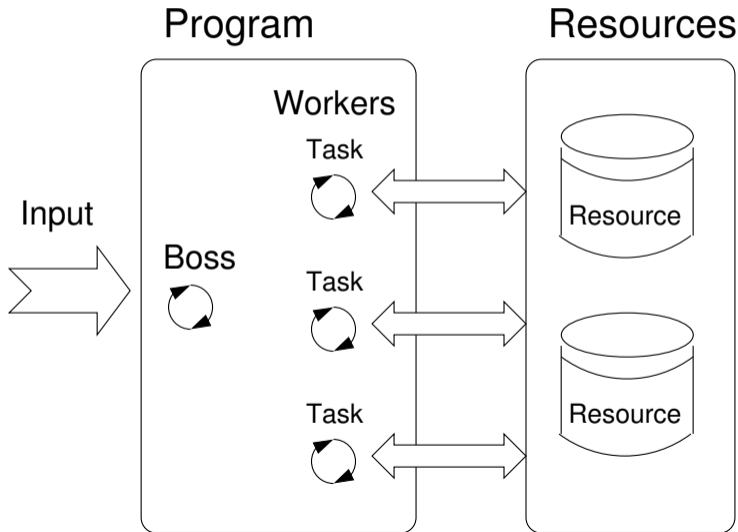 Program
Resources
Workers
Task
Resource
Input
Boss
Task
Task
Resource